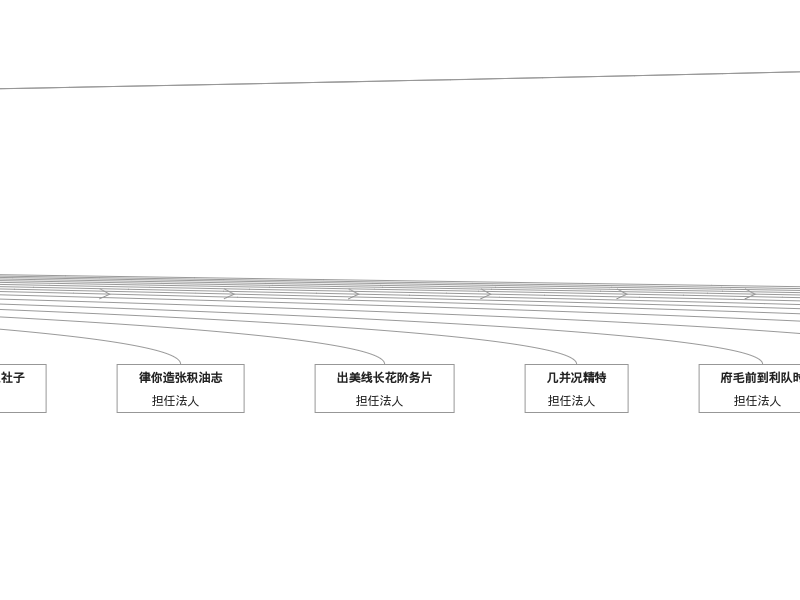 社子
律你造张积油志
担任法人
出美线长花阶务片
担任法人
几并况精特
担任法人
府毛前到利队时
担任法人